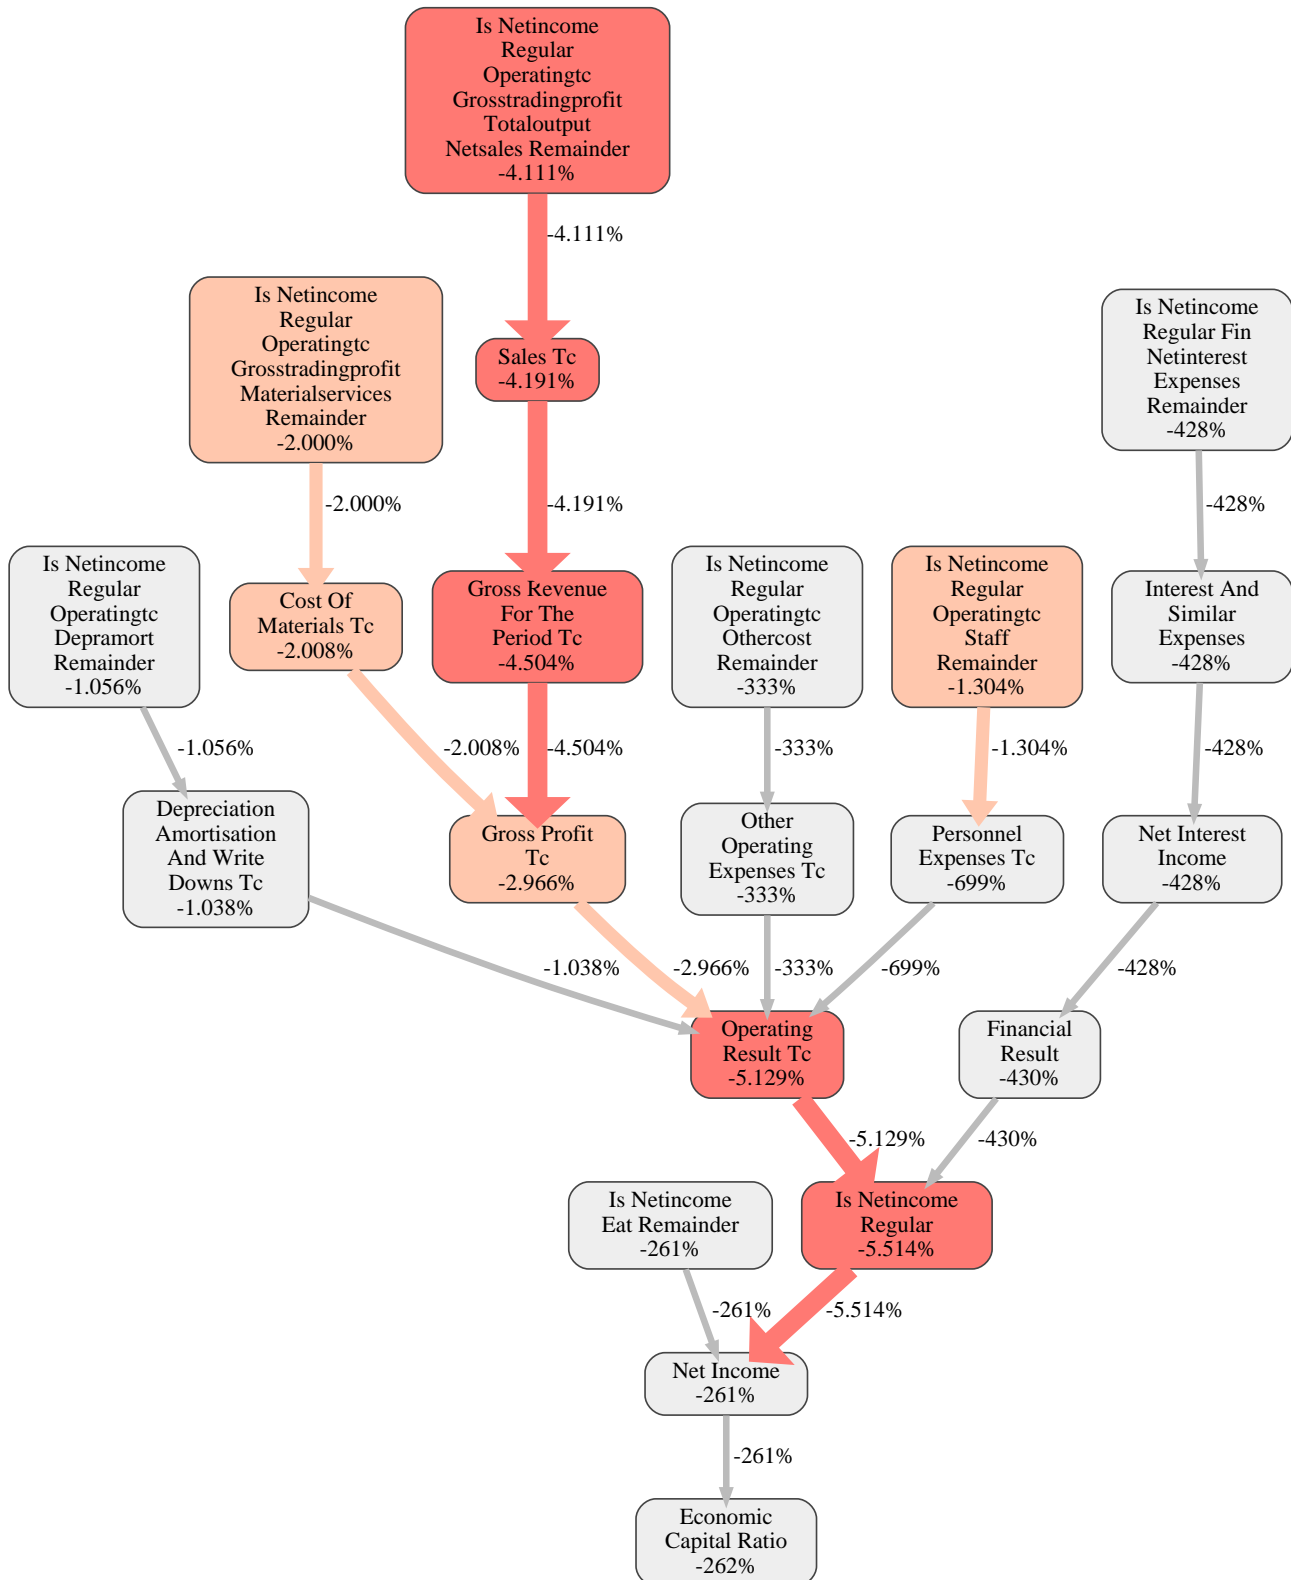 Is Netincome
Regular
Operatingtc
Grosstradingprofit
Totaloutput
Netsales Remainder
-4.111%
-4.111%
Is Netincome
Regular
Operatingtc
Grosstradingprofit
Materialservices
Remainder
-2.000%
Sales Tc
-4.191%
Is Netincome
Regular Fin
Netinterest
Expenses
Remainder
-428%
-2.000%
-4.191%
-428%
Is Netincome
Regular
Operatingtc
Depramort
Remainder
-1.056%
Cost Of
Materials Tc
-2.008%
Gross Revenue
For The
Period Tc
-4.504%
Is Netincome
Regular
Operatingtc
Othercost
Remainder
-333%
Is Netincome
Regular
Operatingtc
Staff
Remainder
-1.304%
Interest And
Similar
Expenses
-428%
-1.056%
-2.008%
-4.504%
-333%
-1.304%
-428%
Depreciation
Amortisation
And Write
Downs Tc
-1.038%
Gross Profit
Tc
-2.966%
Other
Operating
Expenses Tc
-333%
Personnel
Expenses Tc
-699%
Net Interest
Income
-428%
-1.038%
-2.966%
-333%
-699%
-428%
Operating
Result Tc
-5.129%
Financial
Result
-430%
-5.129%
-430%
Is Netincome
Eat Remainder
-261%
Is Netincome
Regular
-5.514%
-261%
-5.514%
Net Income
-261%
-261%
Economic
Capital Ratio
-262%